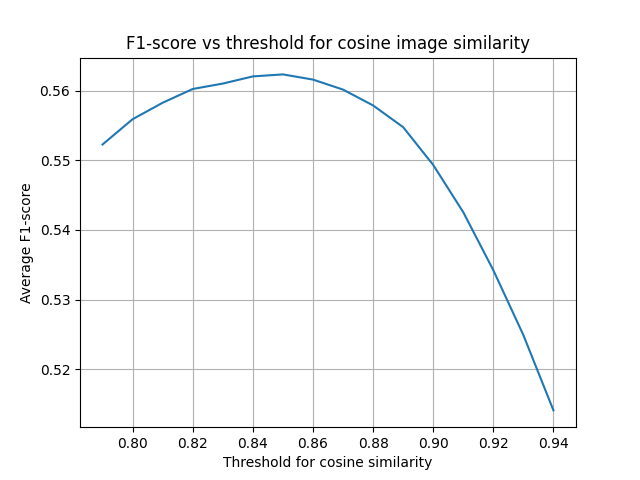 F1-score vs threshold for cosine image similarity
Average F1-score
0.56
0.55
0.54
0.53
0.52
0.80 0.82 0.84 0.86 0.88 0.90 0.92 0.94
Threshold for cosine similarity